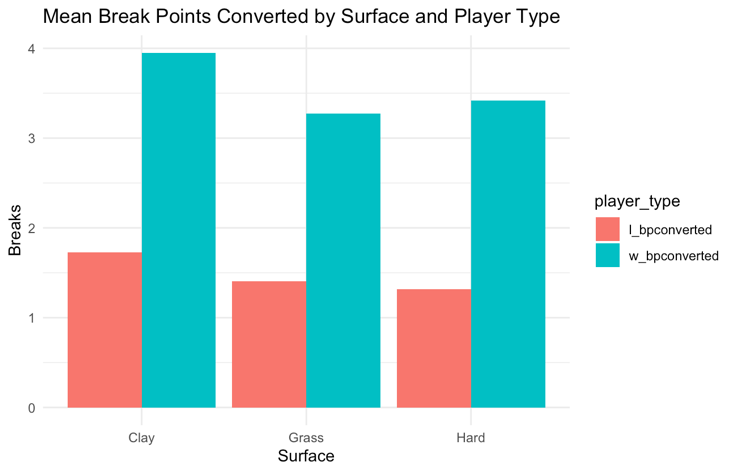 Mean Break Points Converted by Surface and Player Type
4
3
2
1
0
Breaks
Clay
Grass
Hard
Surface
player_type
l_bpconverted
w_bpconverted